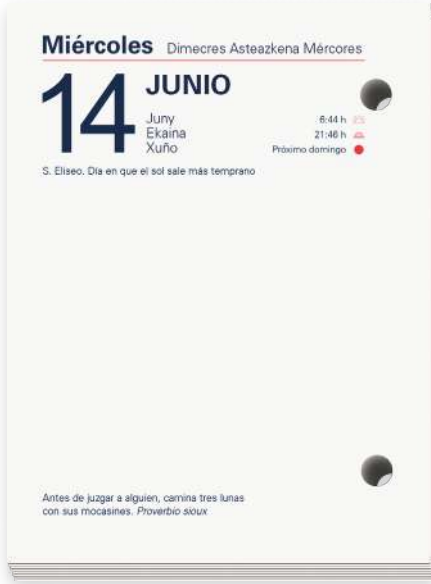 Miércoles Dimecres Asteazkena Mércores
14 JUNIO
Juny
Ekaina
Xuño
6:44 h
21:46 h
Próximo domingo
S. Eliseo. Día en que el sol sale más temprano
Antes de juzgar a alguien, camina tres lunas
con sus mocasines. Proverbio sioux